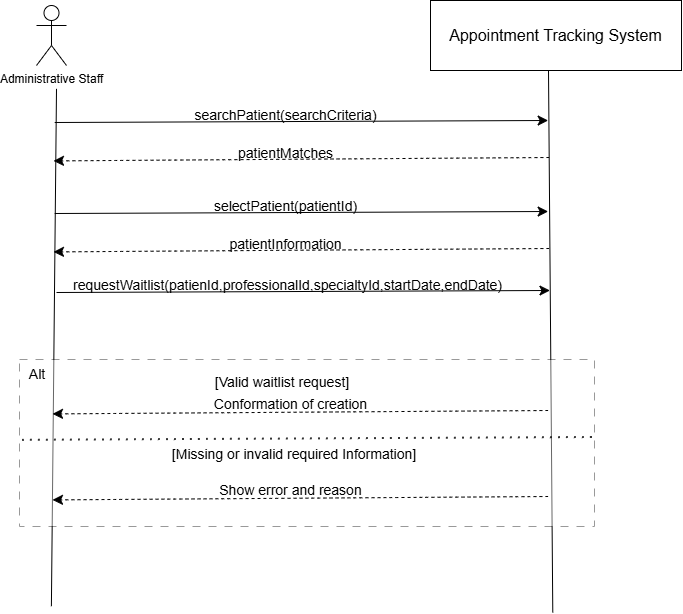 Appointment Tracking System
Administrative Staff
searchPatient(searchCriteria)
patientMatches
selectPatient(patientId)
patientInformation
requestWaitlist(patienId,professionalId,specialtyId,startDate,endDate)
Alt
[Valid waitlist request]
Conformation of creation
[Missing or invalid required Information]
Show error and reason